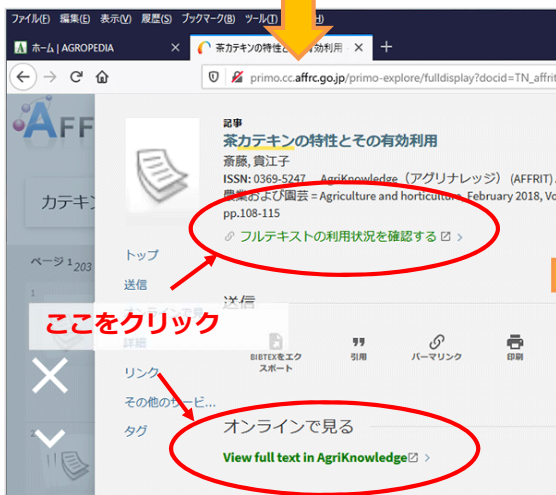 ファイル(F) 編集(E) 表示(V) 履歴(S) ブックマーク(B) ツール(T) (H)
ホーム | AGROPEDIA × 茶カテキンの特性と 有効利用 × +
primo.cc.affrc.go.jp/primo-explore/fulldisplay?docid=TN_affrit
AFF
記事
茶カテキンの特性とその有効利用
斎藤, 貴江子
ISSN: 0369-5247 AgriKnowledge（アグリナレッジ） (AFFRIT)
農業および園芸 = Agriculture and horticulture, February 2018, Vo
pp.108-115
フルテキストの利用状況を確認する
カテキ
ページ 1 203
トップ
送信
送信
ここをクリック
詳細
1
BIBTEXをエク
スポート
引用
パーマリンク
印刷
リンク
その他のサービ...
タグ
2
オンラインで見る
View full text in AgriKnowledge